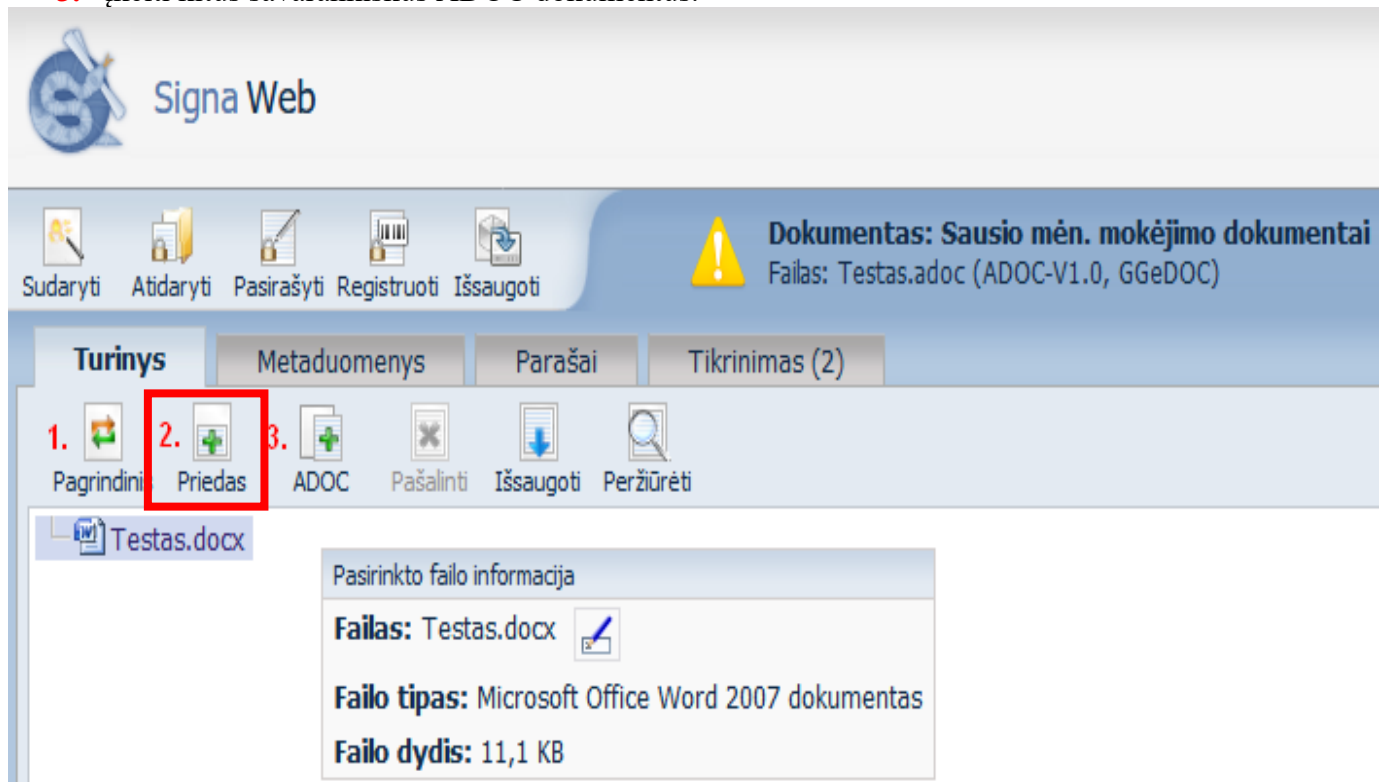 Signa Web
Sudaryti Atidaryti Pasirašyti Registruoti Išsaugoti
Dokumentas: Sausio mėn. mokėjimo dokumentai
Failas: Testas.adoc (ADOC-V1.0, GGeDOC)
Turinys Metaduomenys Parašai Tikrinimas (2)
1. 2. 3.
Pagrindinis Priedas ADOC Pašalinti Išsaugoti Peržiūrėti
Testas.docx
Pasirinkto failo informacija
Failas: Testas.docx
Failo tipas: Microsoft Office Word 2007 dokumentas
Failo dydis: 11,1 KB